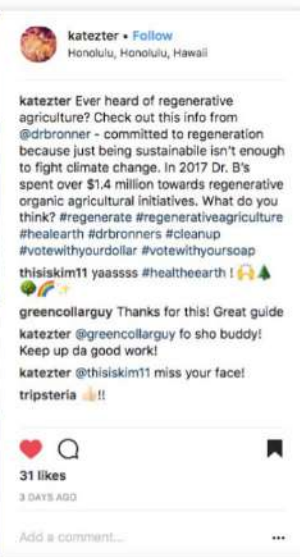 katezter • Follow
Honolulu, Honolulu, Hawaii
katezter Ever heard of regenerative
agriculture? Check out this info from
@drbronner - committed to regeneration
because just being sustainabile isn't enough
to fight climate change. In 2017 Dr. B's
spent over $1.4 million towards regenerative
organic agricultural initiatives. What do you
think? #regenerate #regenerativeagriculture
#healearth #drbronners #cleanup
#votewithyourdollar #votewithyoursoap
thisiskim11 yaassss #healtheearth ! 🙌🌲
🌳🌈✨
greencollarguy Thanks for this! Great guide
katezter @greencollarguy fo sho buddy!
Keep up da good work!
katezter @thisiskim11 miss your face!
tripsteria 👍🏻!!
31 likes
3 DAYS AGO
Add a comment...